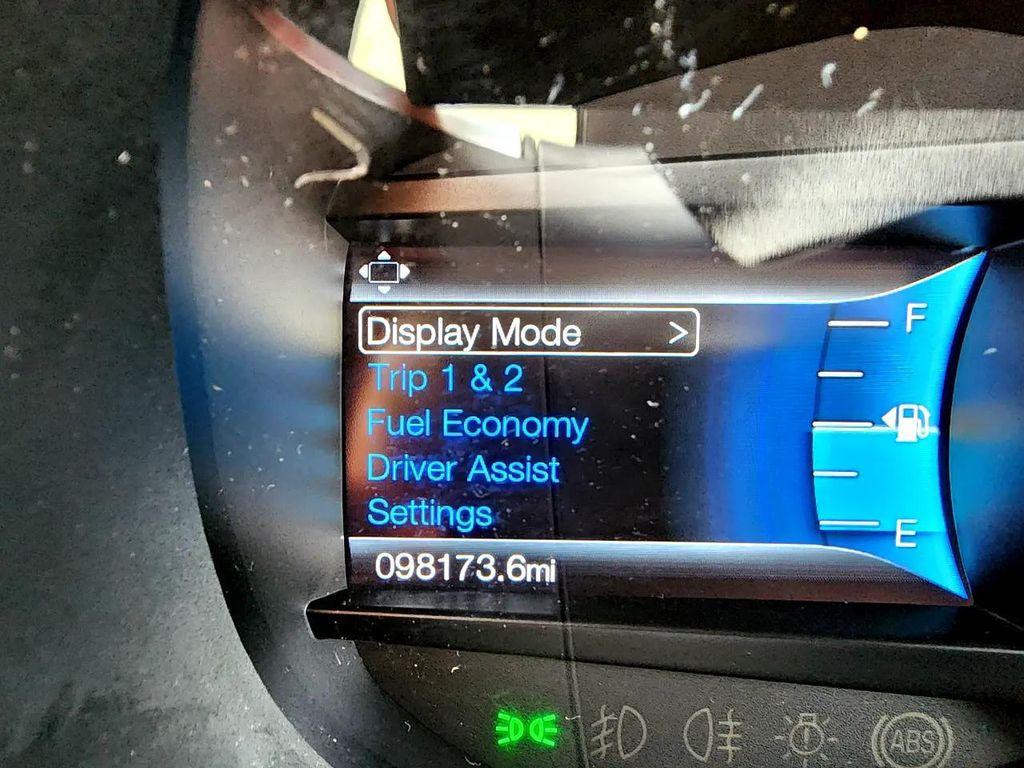 Display Mode >
Trip 1 & 2
Fuel Economy
Driver Assist
Settings
098173.6mi
F
E
ABS